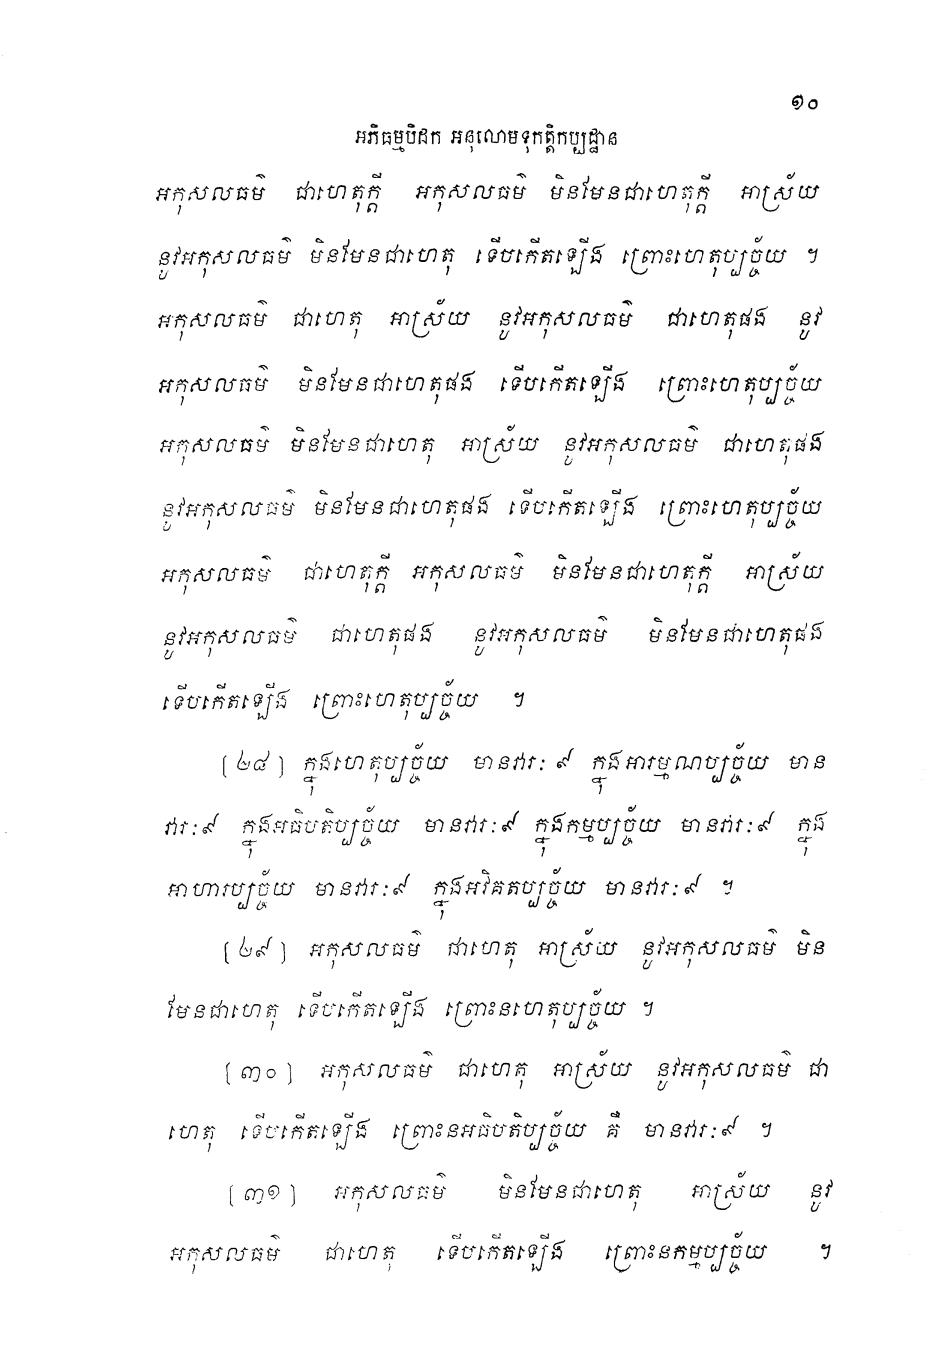 ១០
អភិធម្មបិដក អនុលោមទុកត្តិកប្បដ្ឋាន
អកុសលធម៌ ជាហេតុក្តី អកុសលធម៌ មិនមែនជាហេតុក្តី អាស្រ័យ
នូវអកុសលធម៌ មិនមែនជាហេតុ ទើបកើតឡើង ព្រោះហេតុប្បច្ច័យ ។
អកុសលធម៌ ជាហេតុ អាស្រ័យ នូវអកុសលធម៌ ជាហេតុផង នូវ
អកុសលធម៌ មិនមែនជាហេតុផង ទើបកើតឡើង ព្រោះហេតុប្បច្ច័យ
អកុសលធម៌ មិនមែនជាហេតុ អាស្រ័យ នូវអកុសលធម៌ ជាហេតុផង
នូវអកុសលធម៌ មិនមែនជាហេតុផង ទើបកើតឡើង ព្រោះហេតុប្បច្ច័យ
អកុសលធម៌ ជាហេតុក្តី អកុសលធម៌ មិនមែនជាហេតុក្តី អាស្រ័យ
នូវអកុសលធម៌ ជាហេតុផង នូវអកុសលធម៌ មិនមែនជាហេតុផង
ទើបកើតឡើង ព្រោះហេតុប្បច្ច័យ ។
[២៨] ក្នុងហេតុប្បច្ច័យ មានវារៈ ៩ ក្នុងអារម្មណប្បច្ច័យ មាន
វារៈ៩ ក្នុងអធិបតិប្បច្ច័យ មានវារៈ៩ ក្នុងកម្មប្បច្ច័យ មានវារៈ៩ ក្នុង
អាហារប្បច្ច័យ មានវារៈ៩ ក្នុងអវិគតប្បច្ច័យ មានវារៈ៩ ។
[២៩] អកុសលធម៌ ជាហេតុ អាស្រ័យ នូវអកុសលធម៌ មិន
មែនជាហេតុ ទើបកើតឡើង ព្រោះនហេតុប្បច្ច័យ ។
[៣០] អកុសលធម៌ ជាហេតុ អាស្រ័យ នូវអកុសលធម៌ ជា
ហេតុ ទើបកើតឡើង ព្រោះនអធិបតិប្បច្ច័យ គឺ មានវារៈ៩ ។
[៣១] អកុសលធម៌ មិនមែនជាហេតុ អាស្រ័យ នូវ
អកុសលធម៌ ជាហេតុ ទើបកើតឡើង ព្រោះនកម្មប្បច្ច័យ ។